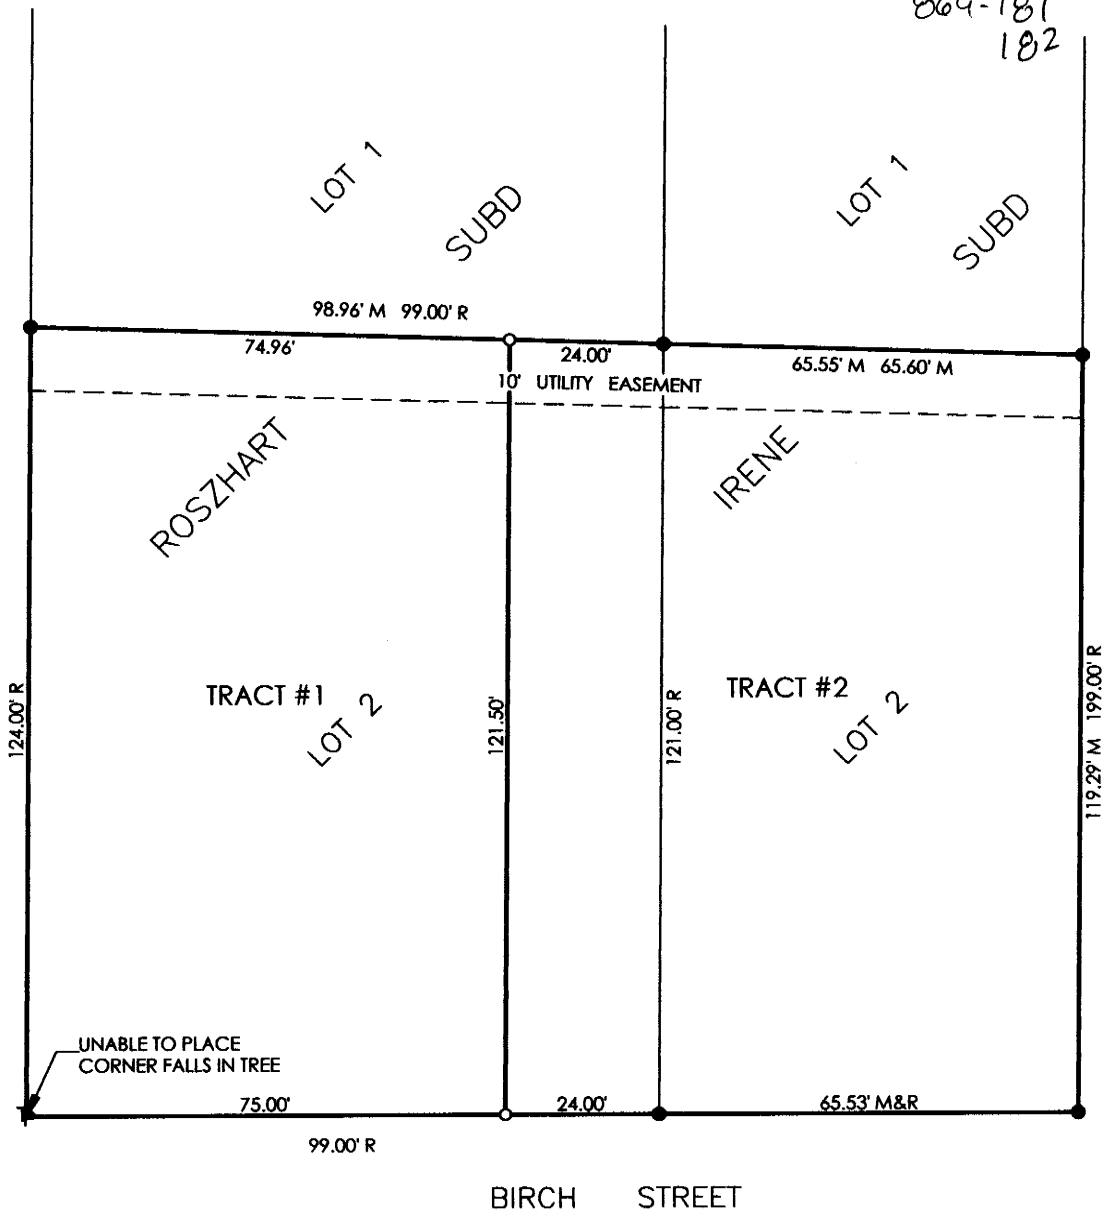 869-181
182
LOT 1
SUBD
LOT 1
SUBD
98.96' M 99.00' R
74.96'
24.00'
65.55' M 65.60' M
10' UTILITY EASEMENT
ROSZHART
IRENE
124.00' R
TRACT #1
LOT 2
121.50'
121.00' R
TRACT #2
LOT 2
119.29' M 199.00' R
UNABLE TO PLACE
CORNER FALLS IN TREE
75.00'
24.00'
65.53' M&R
99.00' R
BIRCH STREET